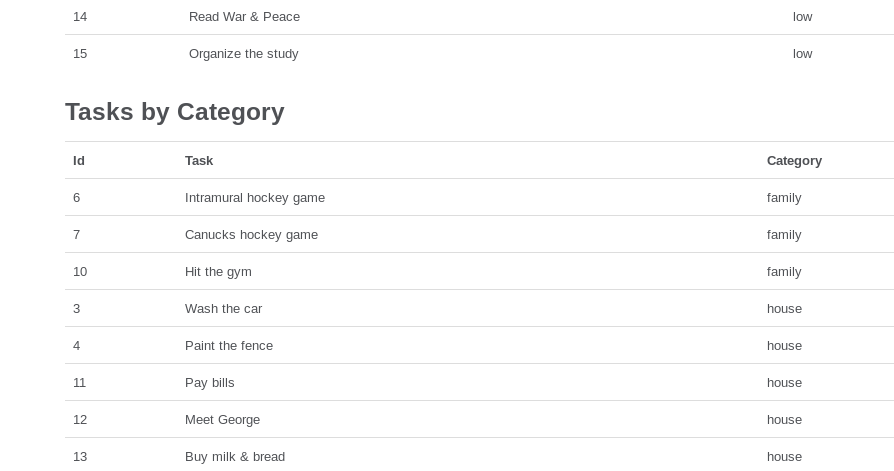 14 Read War & Peace low
15 Organize the study low
Tasks by Category
Id Task Category
6 Intramural hockey game family
7 Canucks hockey game family
10 Hit the gym family
3 Wash the car house
4 Paint the fence house
11 Pay bills house
12 Meet George house
13 Buy milk & bread house